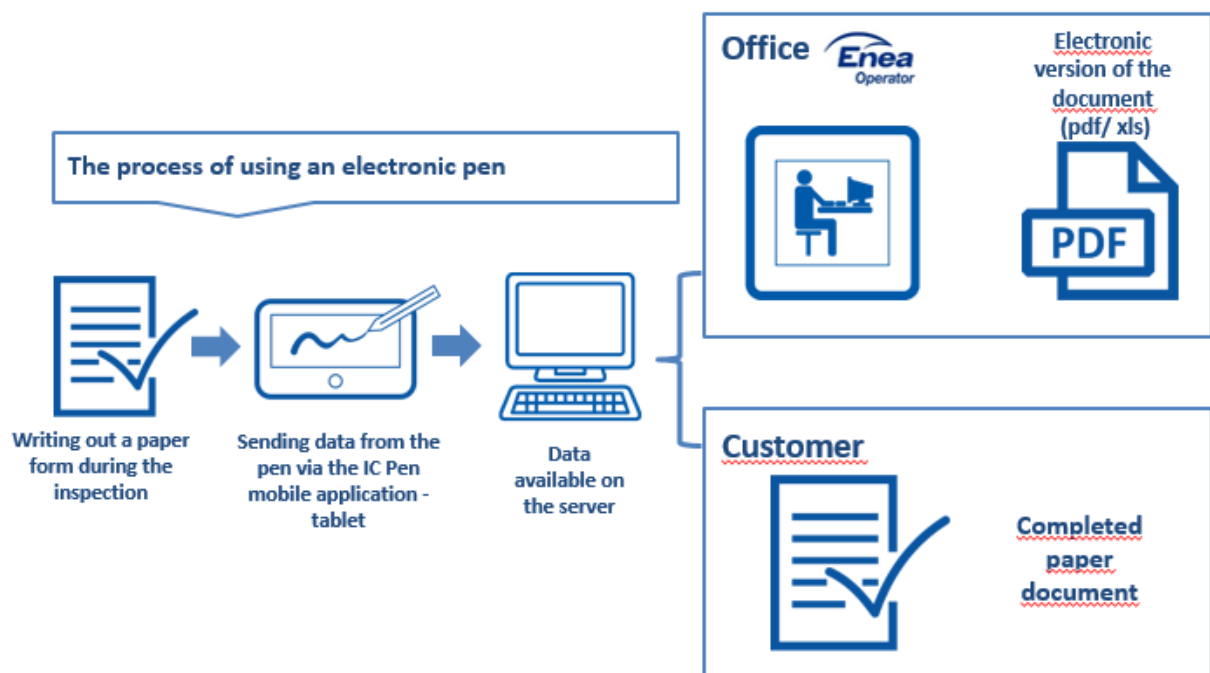 The process of using an electronic pen
Writing out a paper
form during the
inspection
Sending data from the
pen via the IC Pen
mobile application -
tablet
Data
available on
the server
Office
Enea
Operator
Electronic
version of the
document
(pdf/ xls)
PDF
Customer
Completed
paper
document